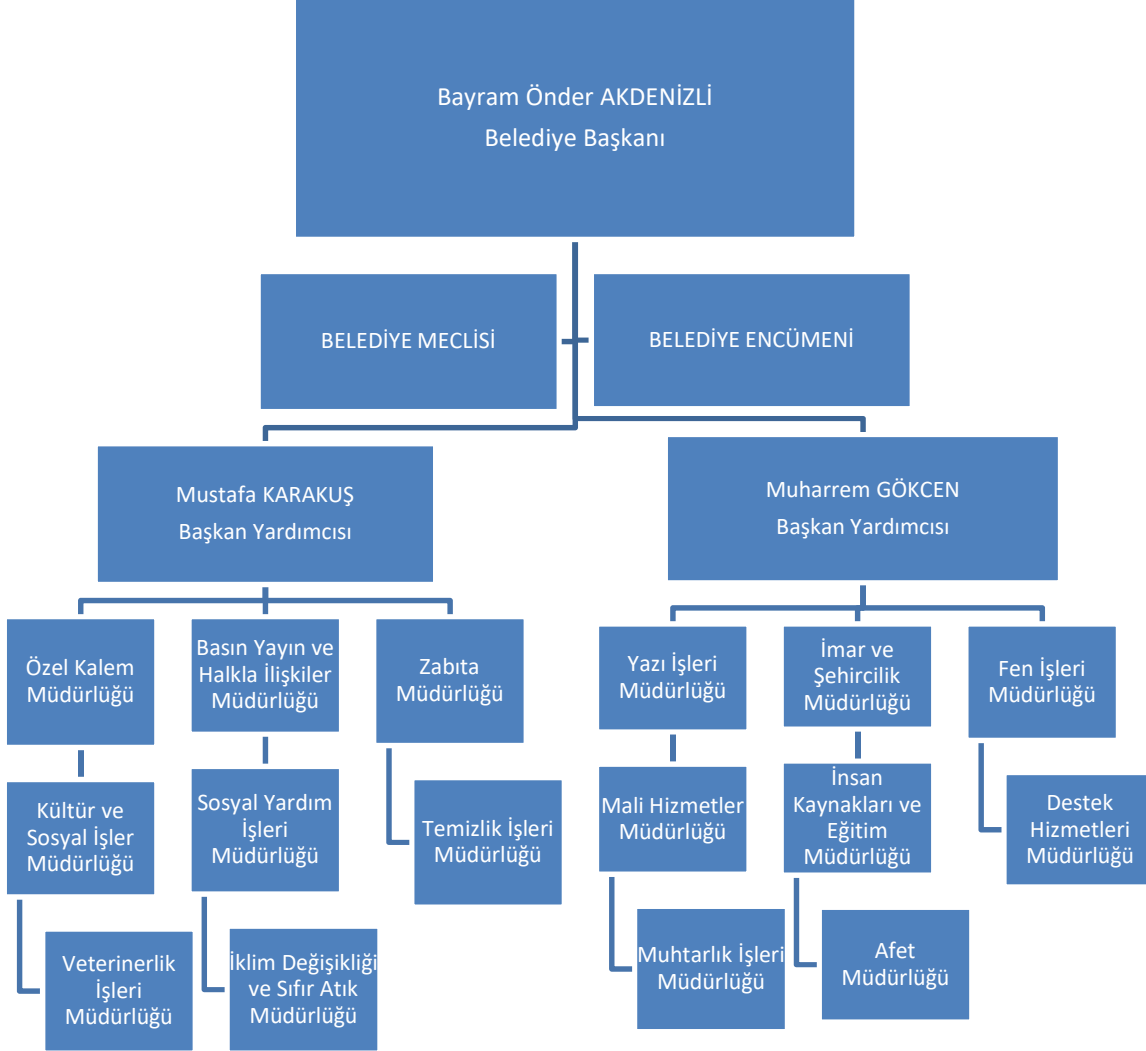 Bayram Önder AKDENİZLİ
Belediye Başkanı
BELEDİYE MECLİSİ
BELEDİYE ENCÜMENİ
Mustafa KARAKUŞ
Başkan Yardımcısı
Muharrem GÖKCEN
Başkan Yardımcısı
Özel Kalem
Müdürlüğü
Basın Yayın ve
Halkla İlişkiler
Müdürlüğü
Zabıta
Müdürlüğü
Yazı İşleri
Müdürlüğü
İmar ve
Şehircilik
Müdürlüğü
Fen İşleri
Müdürlüğü
Kültür ve
Sosyal İşler
Müdürlüğü
Sosyal Yardım
İşleri
Müdürlüğü
Temizlik İşleri
Müdürlüğü
Mali Hizmetler
Müdürlüğü
İnsan
Kaynakları ve
Eğitim
Müdürlüğü
Destek
Hizmetleri
Müdürlüğü
Veterinerlik
İşleri
Müdürlüğü
İklim Değişikliği
ve Sıfır Atık
Müdürlüğü
Muhtarlık İşleri
Müdürlüğü
Afet
Müdürlüğü